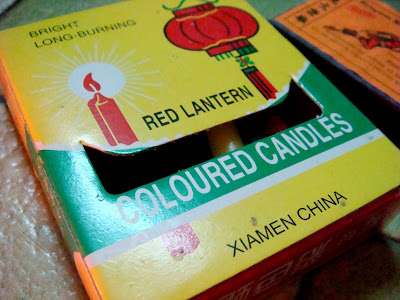 BRIGHT
LONG-BURNING
RED LANTERN
COLOURED CANDLES
XIAMEN CHINA